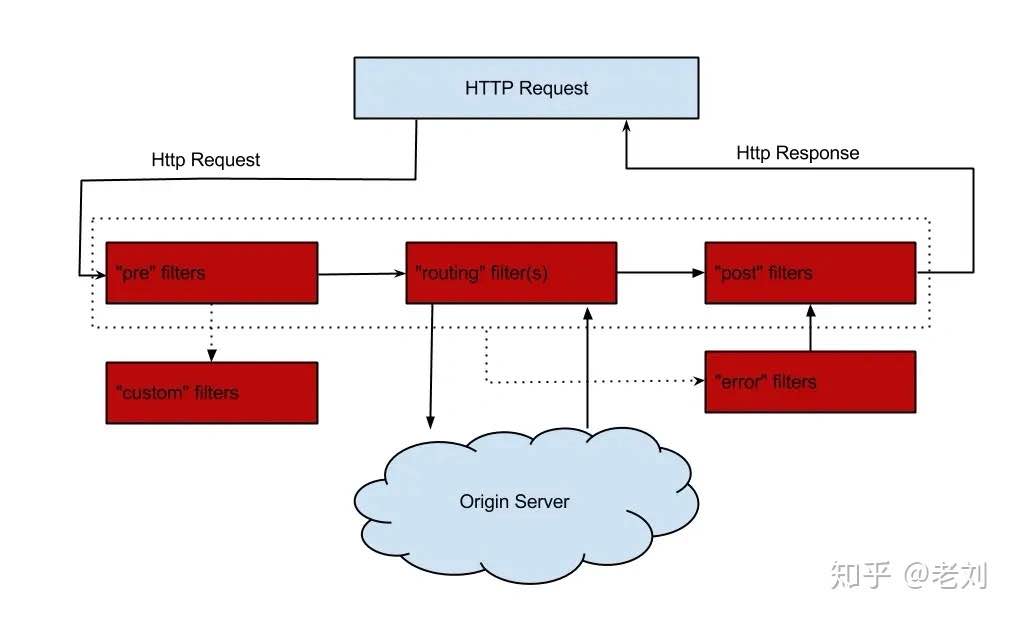 HTTP Request
Http Request
Http Response
"pre" filters
"routing" filter(s)
"post" filters
"custom" filters
"error" filters
Origin Server
知乎 @老刘